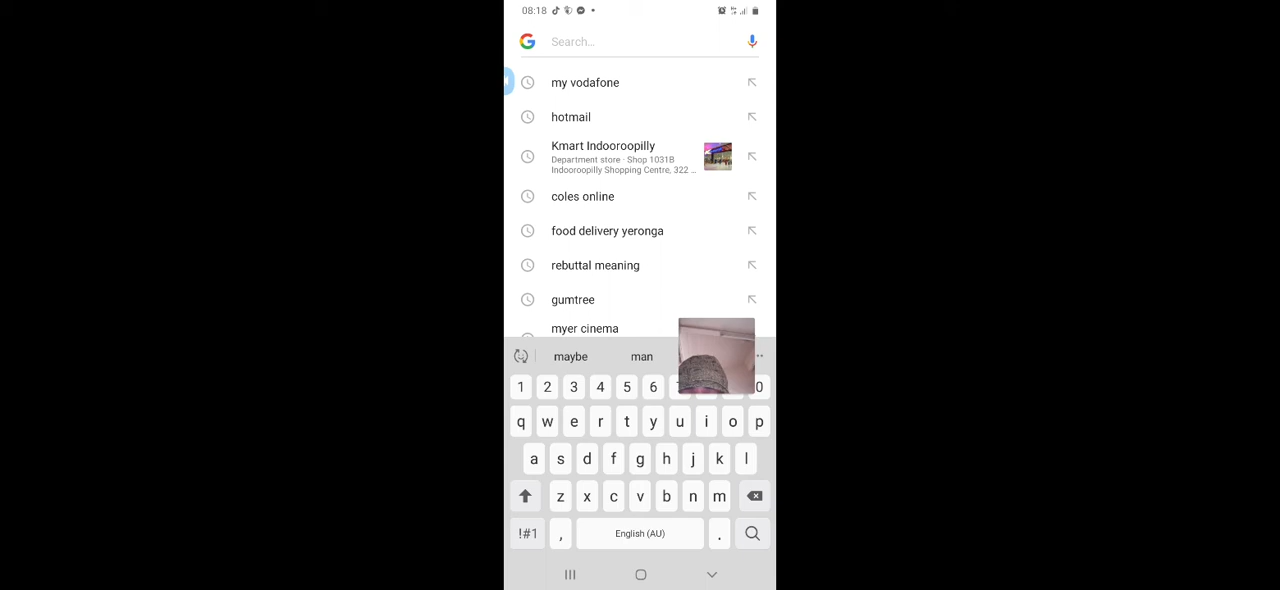 08:18
Search...
my vodafone
hotmail
Kmart Indooroopilly
Department store · Shop 1031B
Indooroopilly Shopping Centre, 322 ...
coles online
food delivery yeronga
rebuttal meaning
gumtree
myer cinema
maybe man
1 2 3 4 5 6 0
q w e r t y u i o p
a s d f g h j k l
z x c v b n m
!#1 , English (AU) .